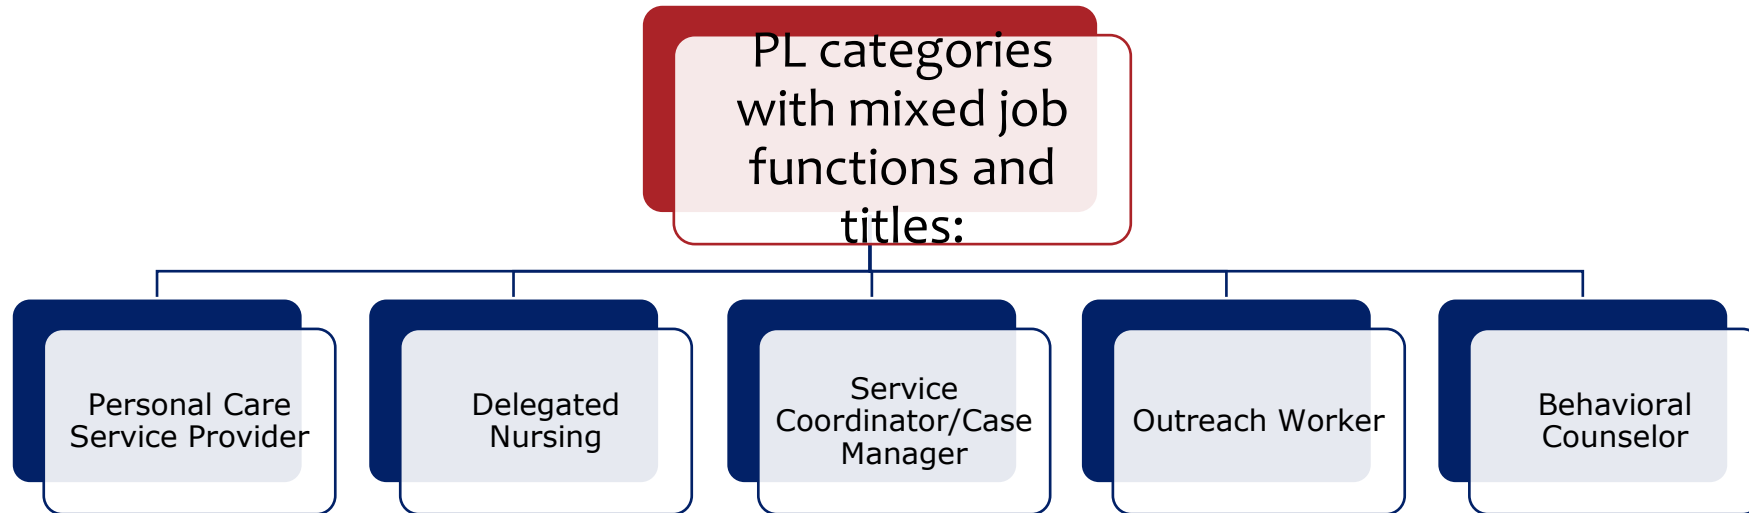 PL categories
with mixed job
functions and
titles:
Personal Care
Service Provider
Delegated
Nursing
Service
Coordinator/Case
Manager
Outreach Worker
Behavioral
Counselor